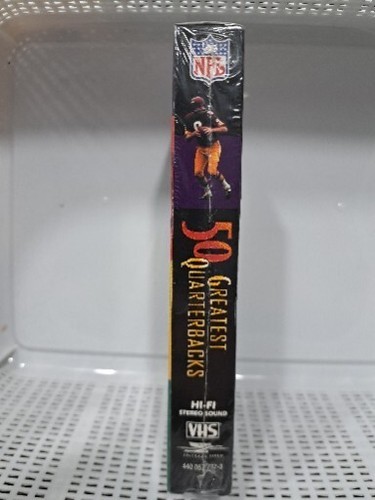 NFL
50 GREATEST
QUARTERBACKS
HI-FI
STEREO SOUND
VHS